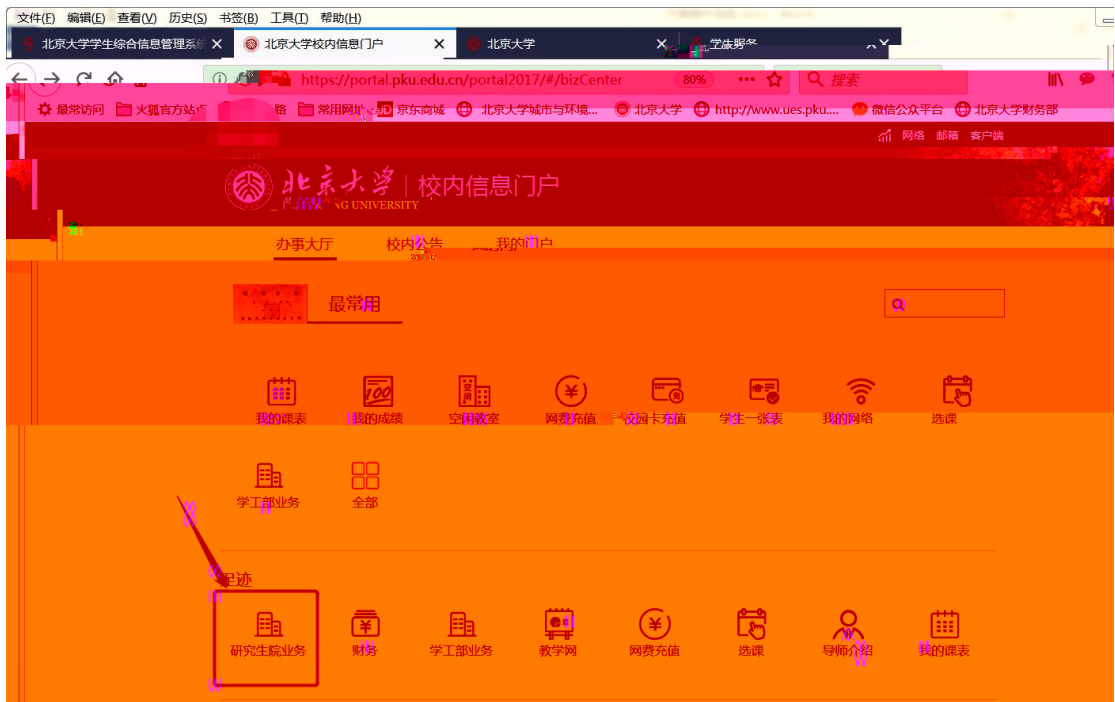 文件(F) 编辑(E) 查看(V) 历史(S) 书签(B) 工具(T) 帮助(H)
北京大学学生综合信息管理系统 × 北京大学校内信息门户 × 北京大学 ×
https://portal.pku.edu.cn/portal2017/#/bizCenter 80% 搜索
最常访问 火狐官方站点 常用网址 JD 京东商城 北京大学城市与环境... 北京大学 http://www.ues.pku.... 微信公众平台 北京大学财务部
网络 邮箱 客户端
北京大学 校内信息门户
NG UNIVERSITY
办事大厅 校内公告 我的门户
最常用
我的课表 我的成绩 空闲教室 网费充值 校园卡充值 学生一张表 我的网络 选课
学工部业务 全部
足迹
研究生院业务 财务 学工部业务 教学网 网费充值 选课 导师介绍 我的课表